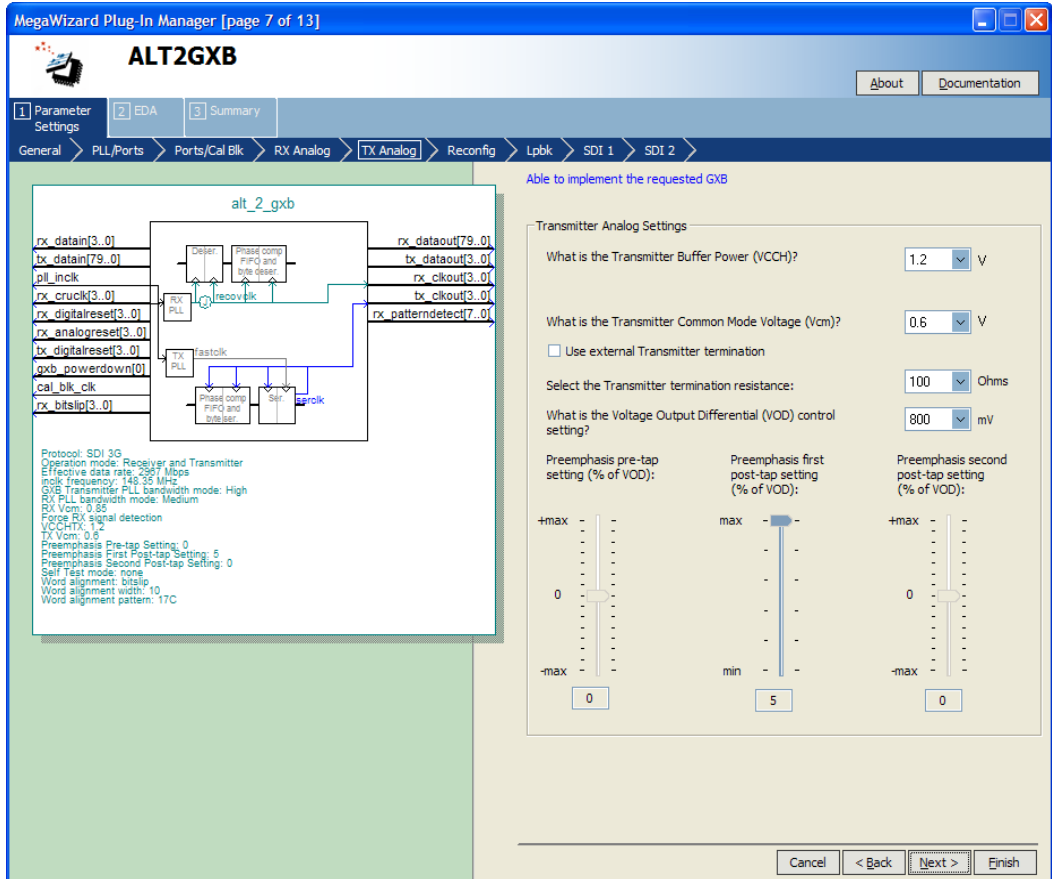 MegaWizard Plug-In Manager [page 7 of 13]
ALT2GXB
About
Documentation
1 Parameter Settings
2 EDA
3 Summary
General
PLL/Ports
Ports/Cal Blk
RX Analog
TX Analog
Reconfig
Lpbk
SDI 1
SDI 2
alt_2_gxb
rx_datain[3..0]
tx_datain[79..0]
pll_inclk
rx_cruclk[3..0]
rx_digitalreset[3..0]
rx_analogreset[3..0]
tx_digitalreset[3..0]
gxb_powerdown[0]
cal_blk_clk
rx_bitslip[3..0]
Deser.
Phase comp
FIFO and
byte deser.
RX
PLL
recovclk
TX
PLL
fastclk
Phase comp
FIFO and
byte ser.
Ser.
serclk
rx_dataout[79..0]
tx_dataout[3..0]
rx_clkout[3..0]
tx_clkout[3..0]
rx_patterndetect[7..0]
Protocol: SDI 3G
Operation mode: Receiver and Transmitter
Effective data rate: 2967 Mbps
inclk frequency: 148.35 MHz
GXB Transmitter PLL bandwidth mode: High
RX PLL bandwidth mode: Medium
RX Vcm: 0.85
Force RX signal detection
VCCHTX: 1.2
TX Vcm: 0.6
Preemphasis Pre-tap Setting: 0
Preemphasis First Post-tap Setting: 5
Preemphasis Second Post-tap Setting: 0
Self Test mode: none
Word alignment: bitslip
Word alignment width: 10
Word alignment pattern: 17C
Able to implement the requested GXB
Transmitter Analog Settings
What is the Transmitter Buffer Power (VCCH)?
1.2 V
What is the Transmitter Common Mode Voltage (Vcm)?
0.6 V
Use external Transmitter termination
Select the Transmitter termination resistance:
100 Ohms
What is the Voltage Output Differential (VOD) control
setting?
800 mV
Preemphasis pre-tap
setting (% of VOD):
+max
0
-max
0
Preemphasis first
post-tap setting
(% of VOD):
max
min
5
Preemphasis second
post-tap setting
(% of VOD):
+max
0
-max
0
Cancel
< Back
Next >
Finish